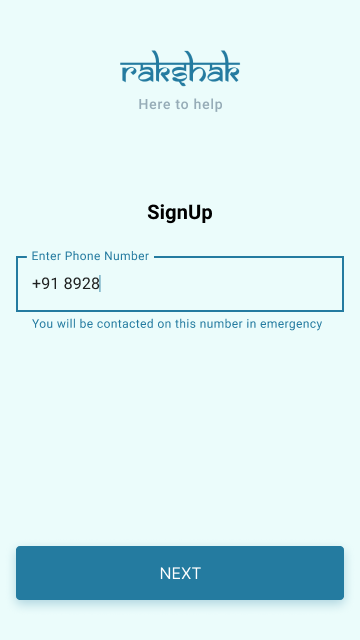 rakshak
Here to help
SignUp
Enter Phone Number
+91 8928
You will be contacted on this number in emergency
NEXT